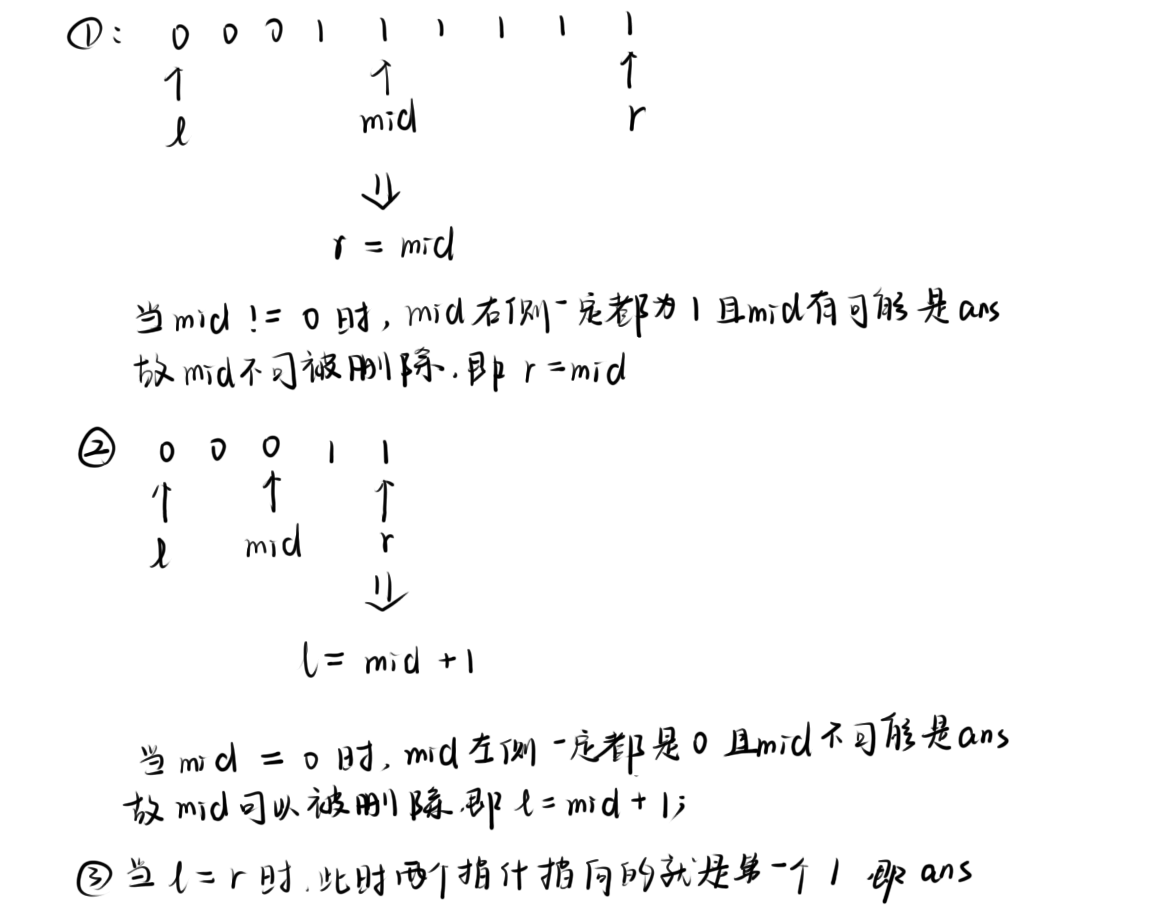 ①: 0 0 0 1 1 1 1 1 1
↑ ↑ ↑
l mid r
⇓
r = mid
当mid != 0 时, mid右侧一定都为1且mid有可能是ans
故mid不可被删除.即 r=mid
② 0 0 0 1 1
↑ ↑ ↑
l mid r
⇓
l = mid +1
当mid = 0 时, mid左侧一定都是0 且mid不可能是ans
故mid可以被删除.即 l=mid+1;
③ 当 l=r 时.此时两个指针指向的就是第一个 1 即 ans